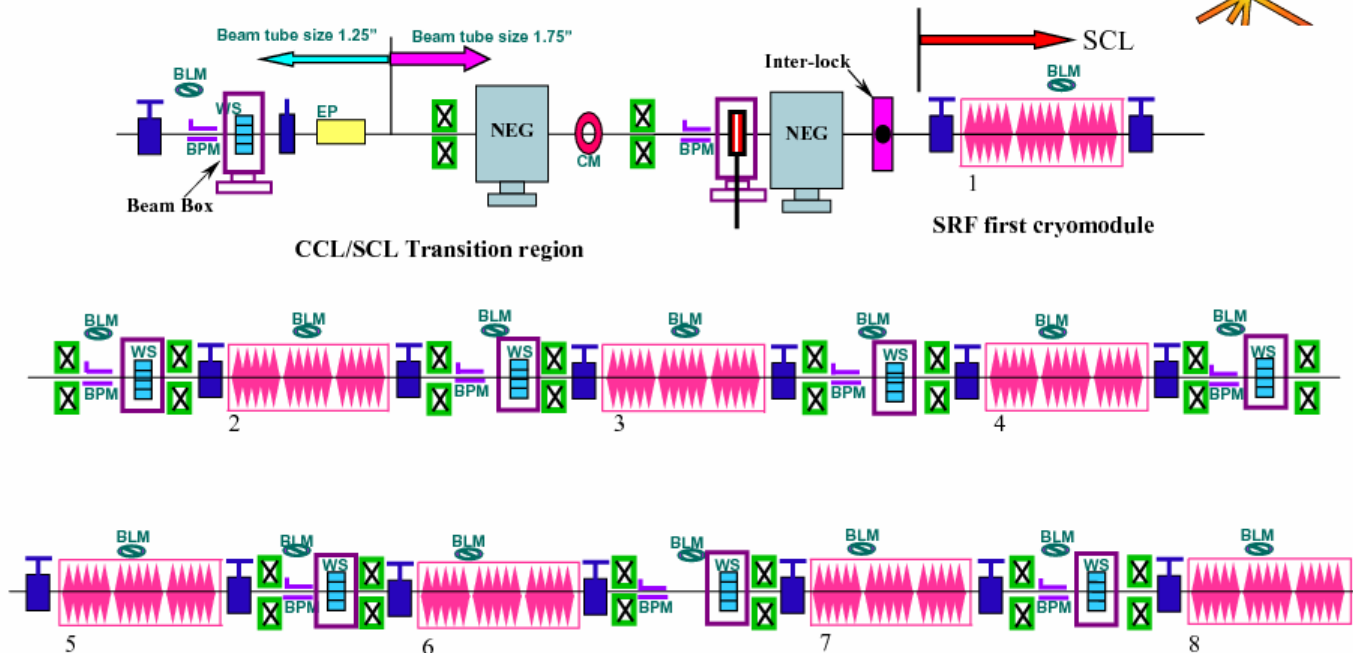 Beam tube size 1.25” Beam tube size 1.75”
SCL
Inter-lock
BLM BLM
WS EP
NEG NEG
BPM CM BPM
1
Beam Box
SRF first cryomodule
CCL/SCL Transition region
BLM BLM BLM BLM BLM BLM BLM
WS WS WS WS
BPM BPM BPM BPM
2 3 4
BLM BLM BLM BLM BLM BLM BLM
WS WS WS
BPM BPM BPM
5 6 7 8